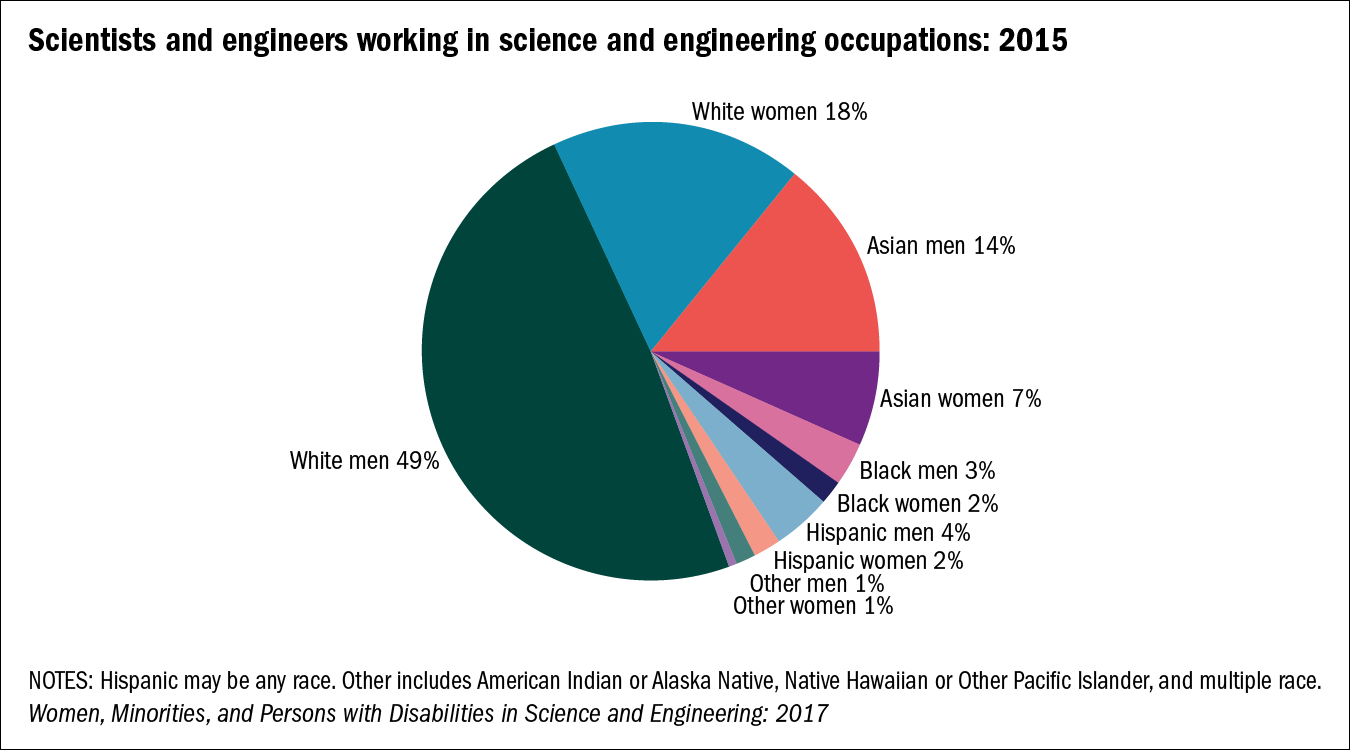 Scientists and engineers working in science and engineering occupations: 2015
White women 18%
Asian men 14%
Asian women 7%
White men 49%
Black men 3%
Black women 2%
Hispanic men 4%
Hispanic women 2%
Other men 1%
Other women 1%
NOTES: Hispanic may be any race. Other includes American Indian or Alaska Native, Native Hawaiian or Other Pacific Islander, and multiple race.
Women, Minorities, and Persons with Disabilities in Science and Engineering: 2017